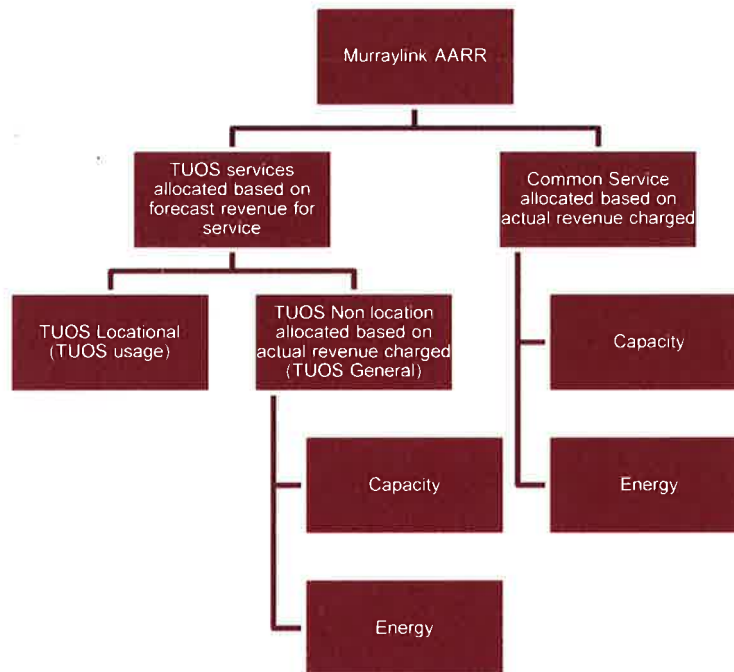 Murraylink AARR
TUOS services
allocated based on
forecast revenue for
service
Common Service
allocated based on
actual revenue charged
TUOS Locational
(TUOS usage)
TUOS Non location
allocated based on
actual revenue charged
(TUOS General)
Capacity
Energy
Capacity
Energy